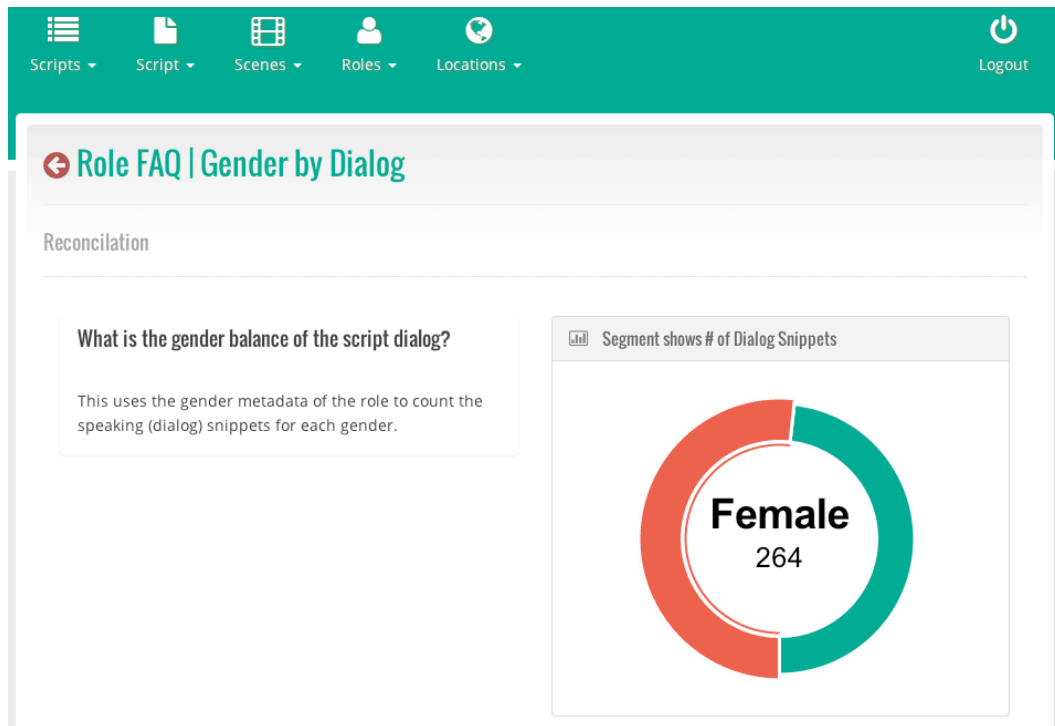 Scripts
Script
Scenes
Roles
Locations
Logout
Role FAQ | Gender by Dialog
Reconcilation
What is the gender balance of the script dialog?
This uses the gender metadata of the role to count the
speaking (dialog) snippets for each gender.
Segment shows # of Dialog Snippets
Female
264